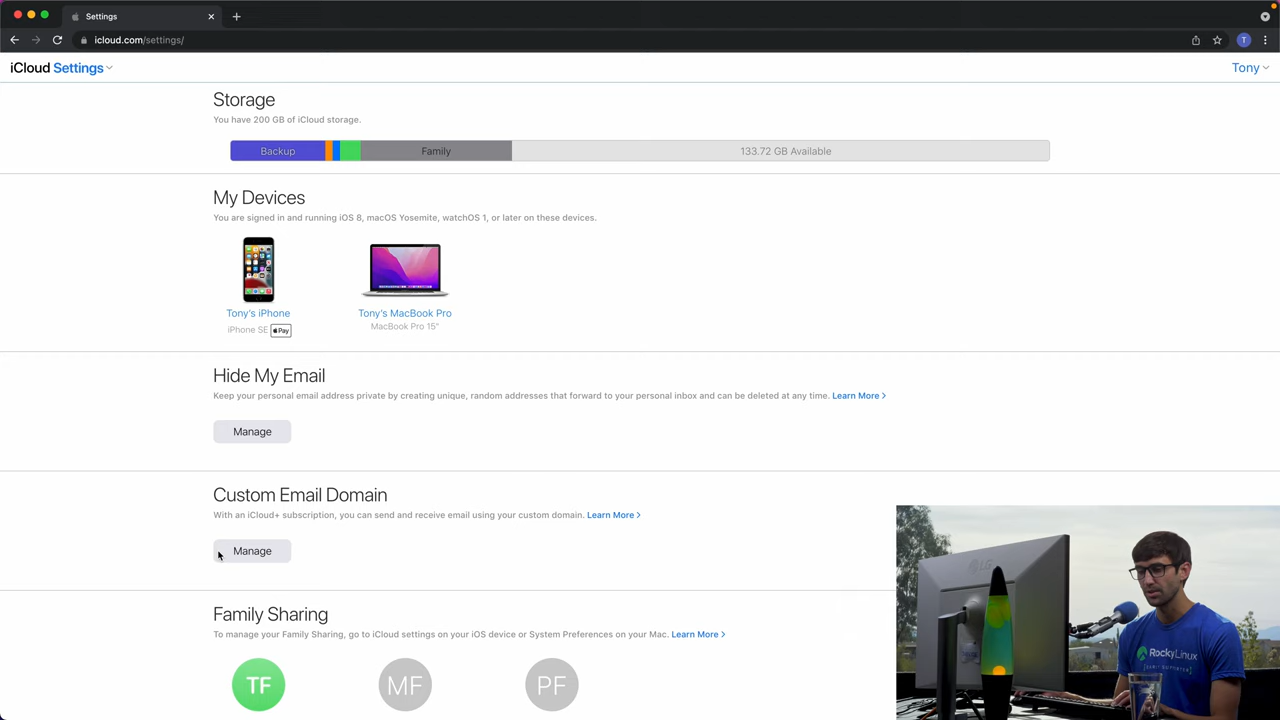 Settings
icloud.com/settings/
T
iCloud Settings
Tony
Storage
You have 200 GB of iCloud storage.
Backup
Family
133.72 GB Available
My Devices
You are signed in and running iOS 8, macOS Yosemite, watchOS 1, or later on these devices.
Tony's iPhone
iPhone SE Pay
Tony's MacBook Pro
MacBook Pro 15"
Hide My Email
Keep your personal email address private by creating unique, random addresses that forward to your personal inbox and can be deleted at any time. Learn More >
Manage
Custom Email Domain
With an iCloud+ subscription, you can send and receive email using your custom domain. Learn More >
Manage
Family Sharing
To manage your Family Sharing, go to iCloud settings on your iOS device or System Preferences on your Mac. Learn More >
TF
MF
PF
LG
RockyLinux
[EARLY SUPPORTER]